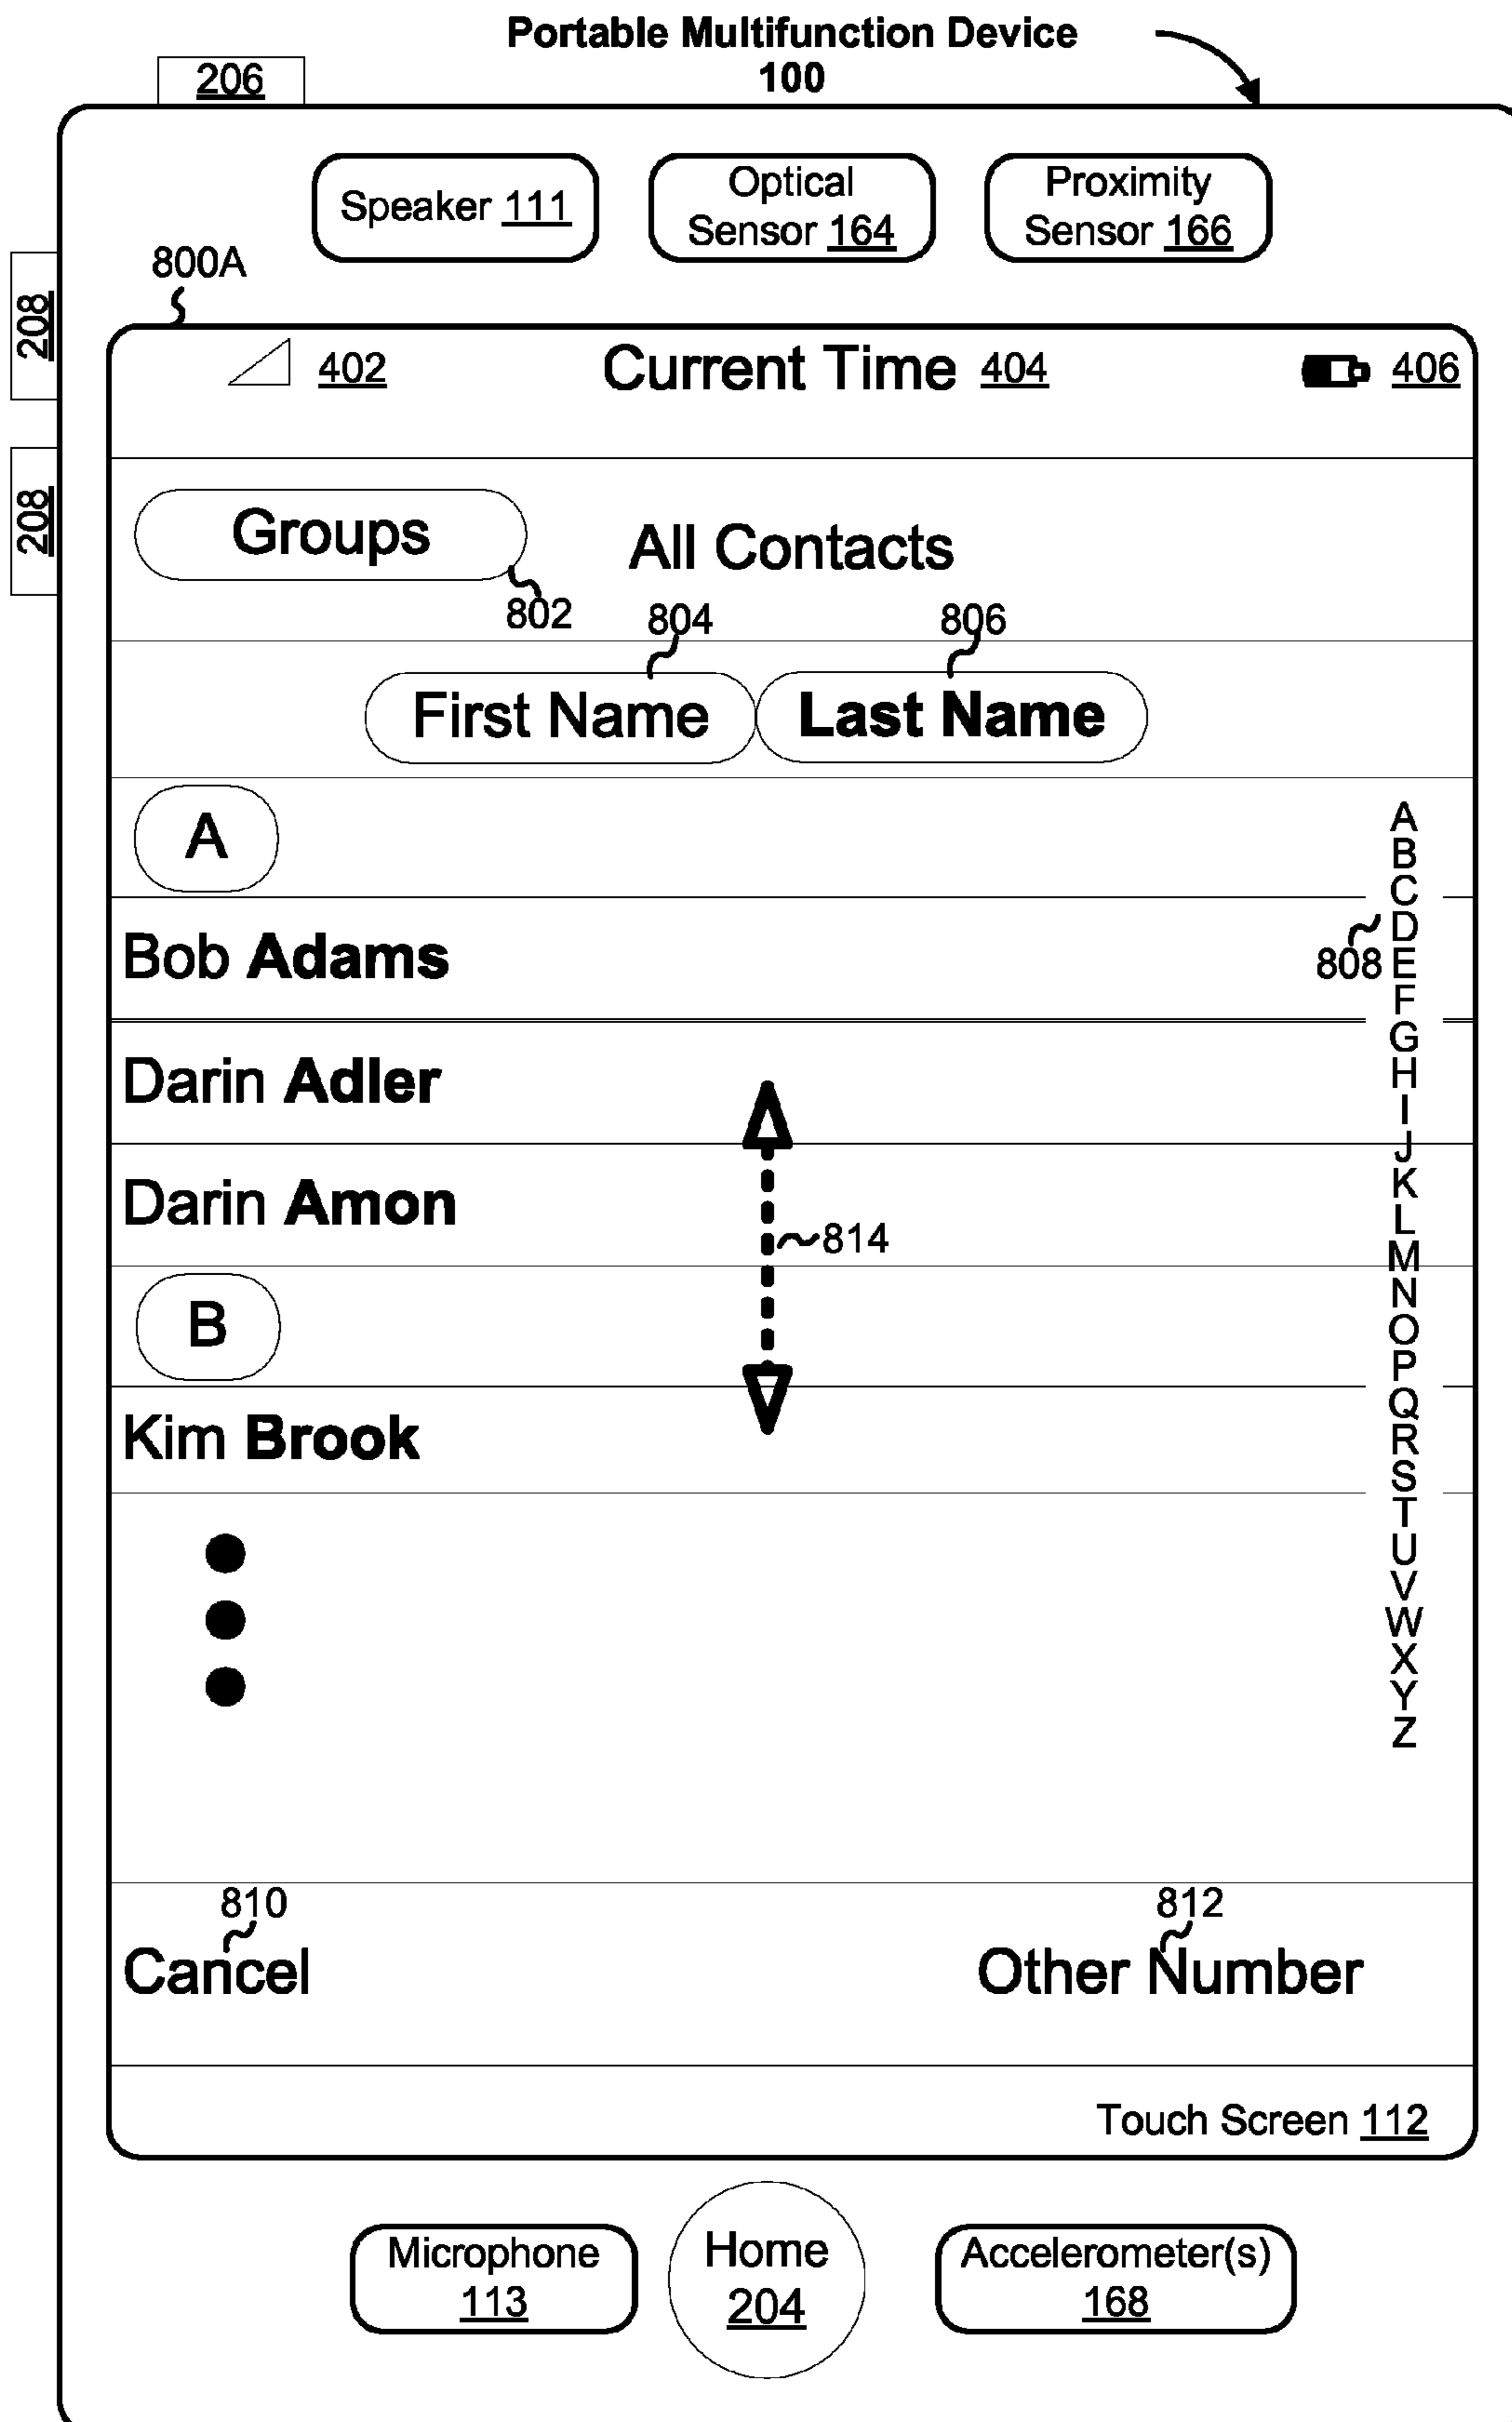 Portable Multifunction Device
100
206
Speaker 111
Optical
Sensor 164
Proximity
Sensor 166
800A
208
208
402
Current Time 404
406
Groups
All Contacts
802
804
806
First Name
Last Name
A
Bob Adams
Darin Adler
Darin Amon
814
B
Kim Brook
A
B
C
D
808
E
F
G
H
I
J
K
L
M
N
O
P
Q
R
S
T
U
V
W
X
Y
Z
810
812
Cancel
Other Number
Touch Screen 112
Microphone
113
Home
204
Accelerometer(s)
168